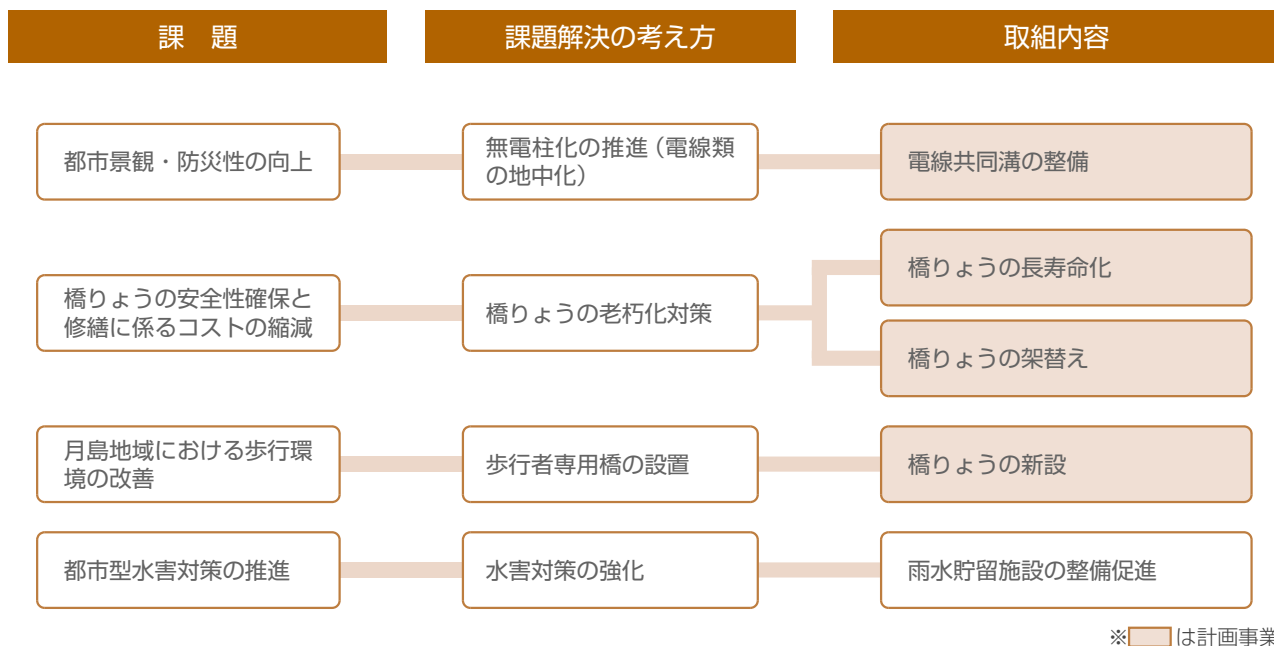 課　題
課題解決の考え方
取組内容
都市景観・防災性の向上
無電柱化の推進（電線類
の地中化）
電線共同溝の整備
橋りょうの安全性確保と
修繕に係るコストの縮減
橋りょうの老朽化対策
橋りょうの長寿命化
橋りょうの架替え
月島地域における歩行環
境の改善
歩行者専用橋の設置
橋りょうの新設
都市型水害対策の推進
水害対策の強化
雨水貯留施設の整備促進
※　　は計画事業